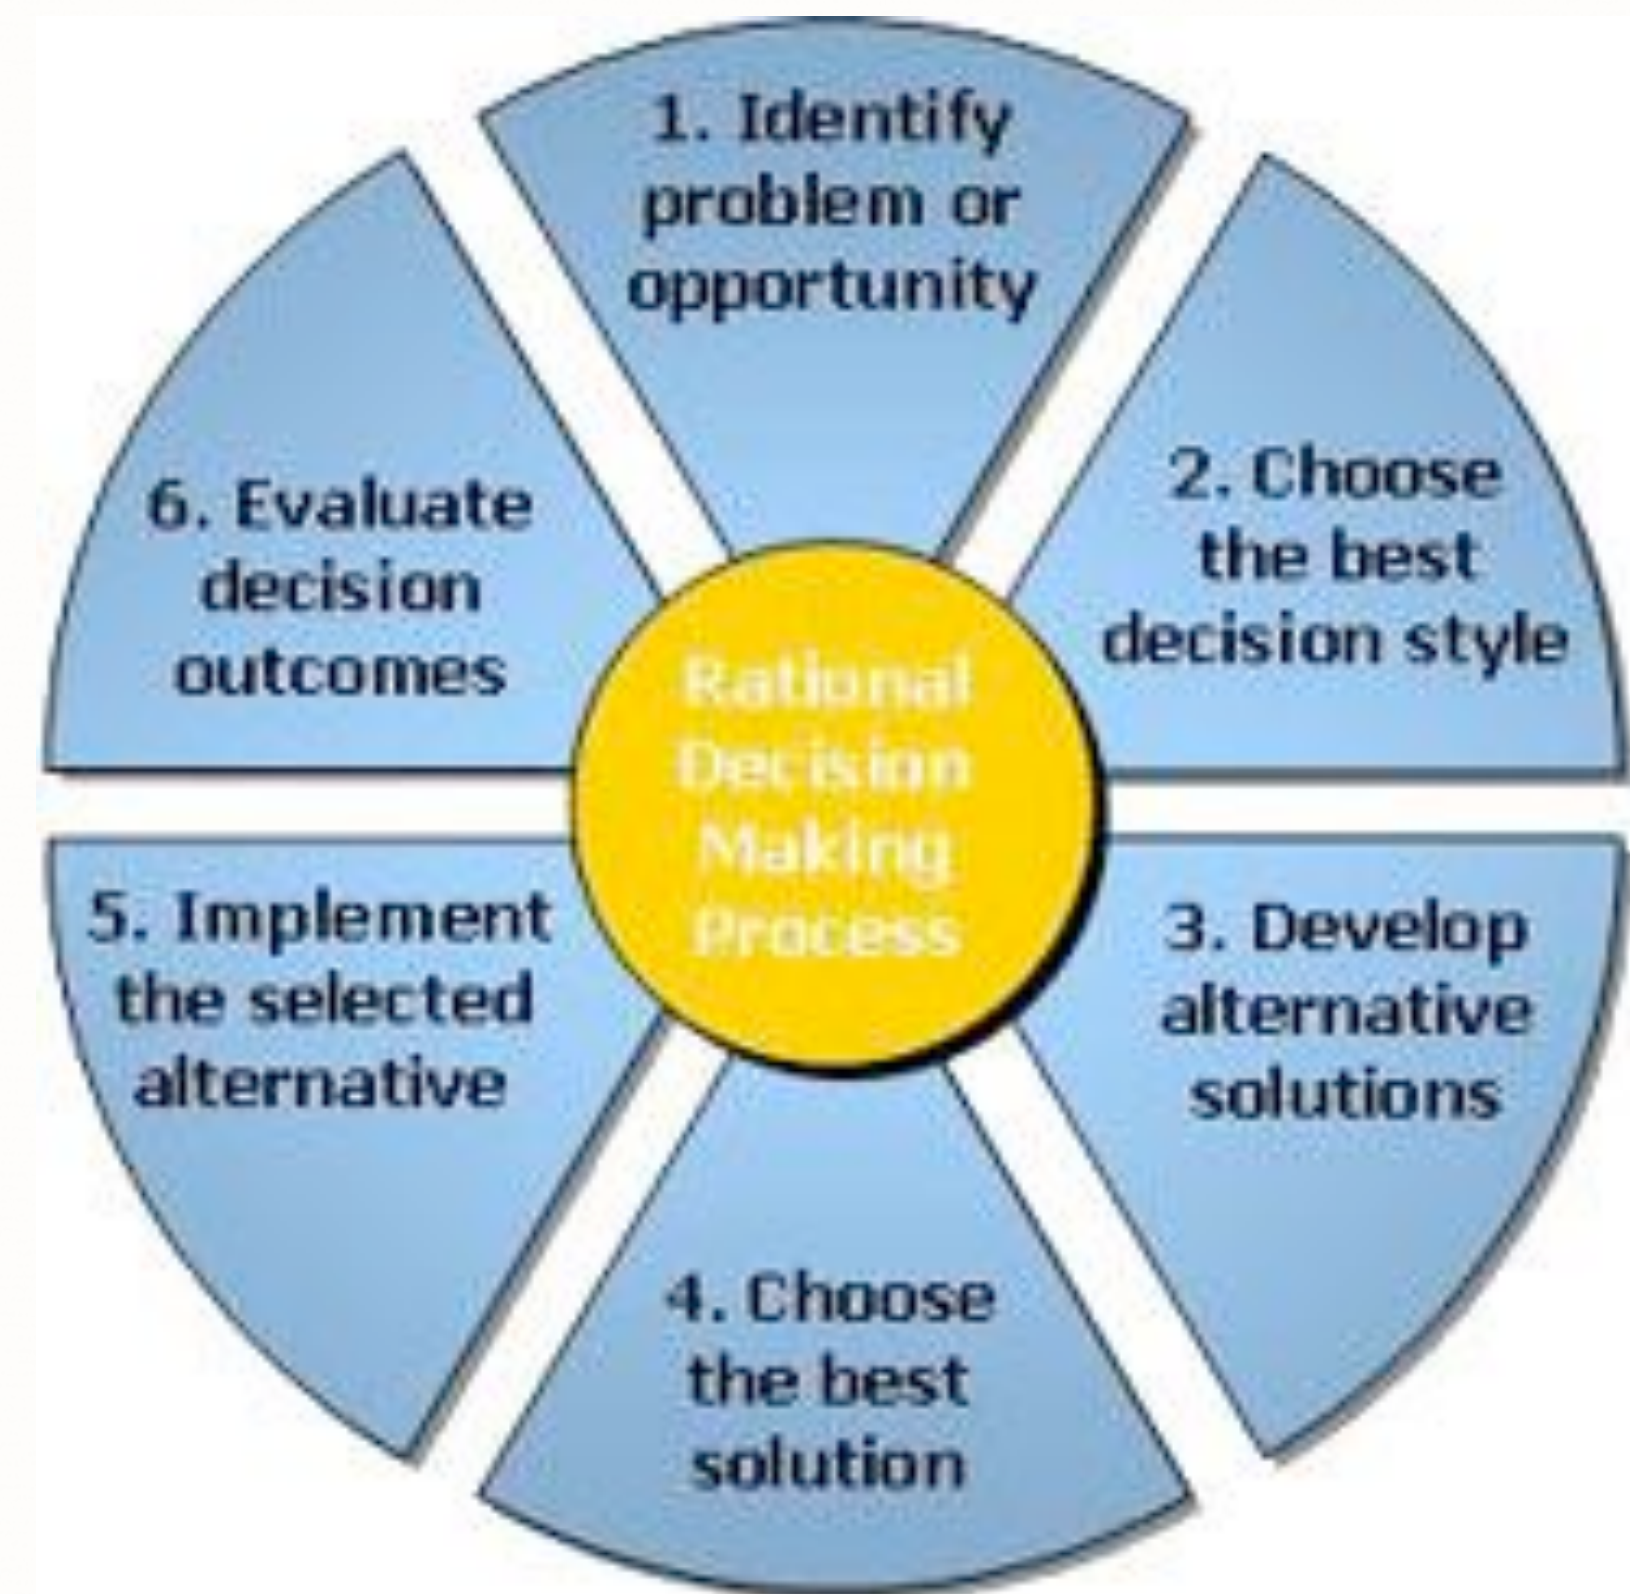 1. Identify
problem or
opportunity
2. Choose
the best
decision style
3. Develop
alternative
solutions
4. Choose
the best
solution
5. Implement
the selected
alternative
6. Evaluate
decision
outcomes
Rational
Decision
Making
Process